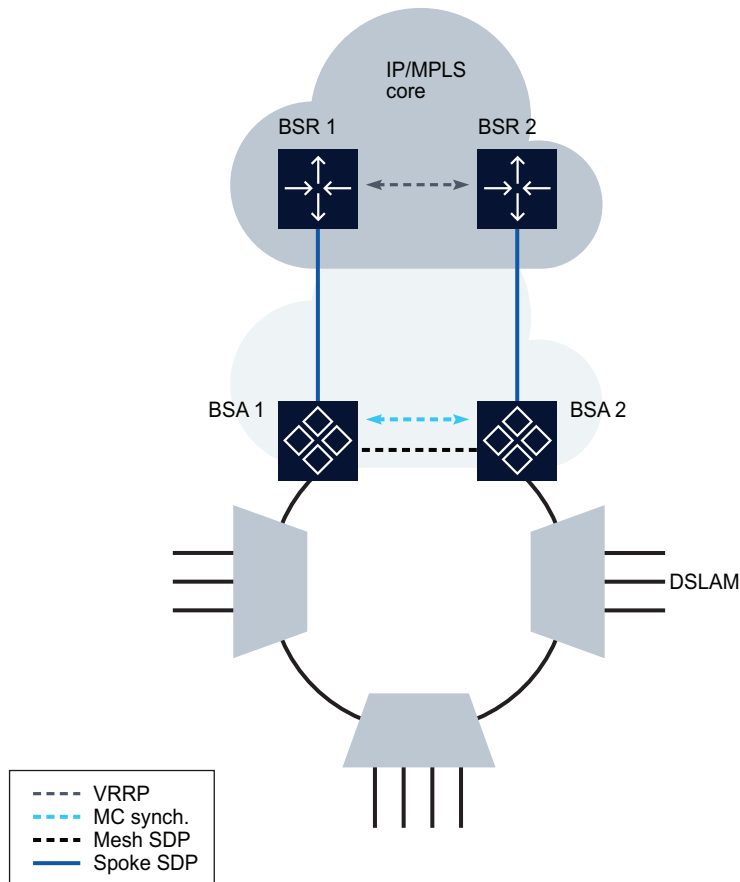 IP/MPLS
core
BSR 1
BSR 2
BSA 1
BSA 2
DSLAM
VRRP
MC synch.
Mesh SDP
Spoke SDP